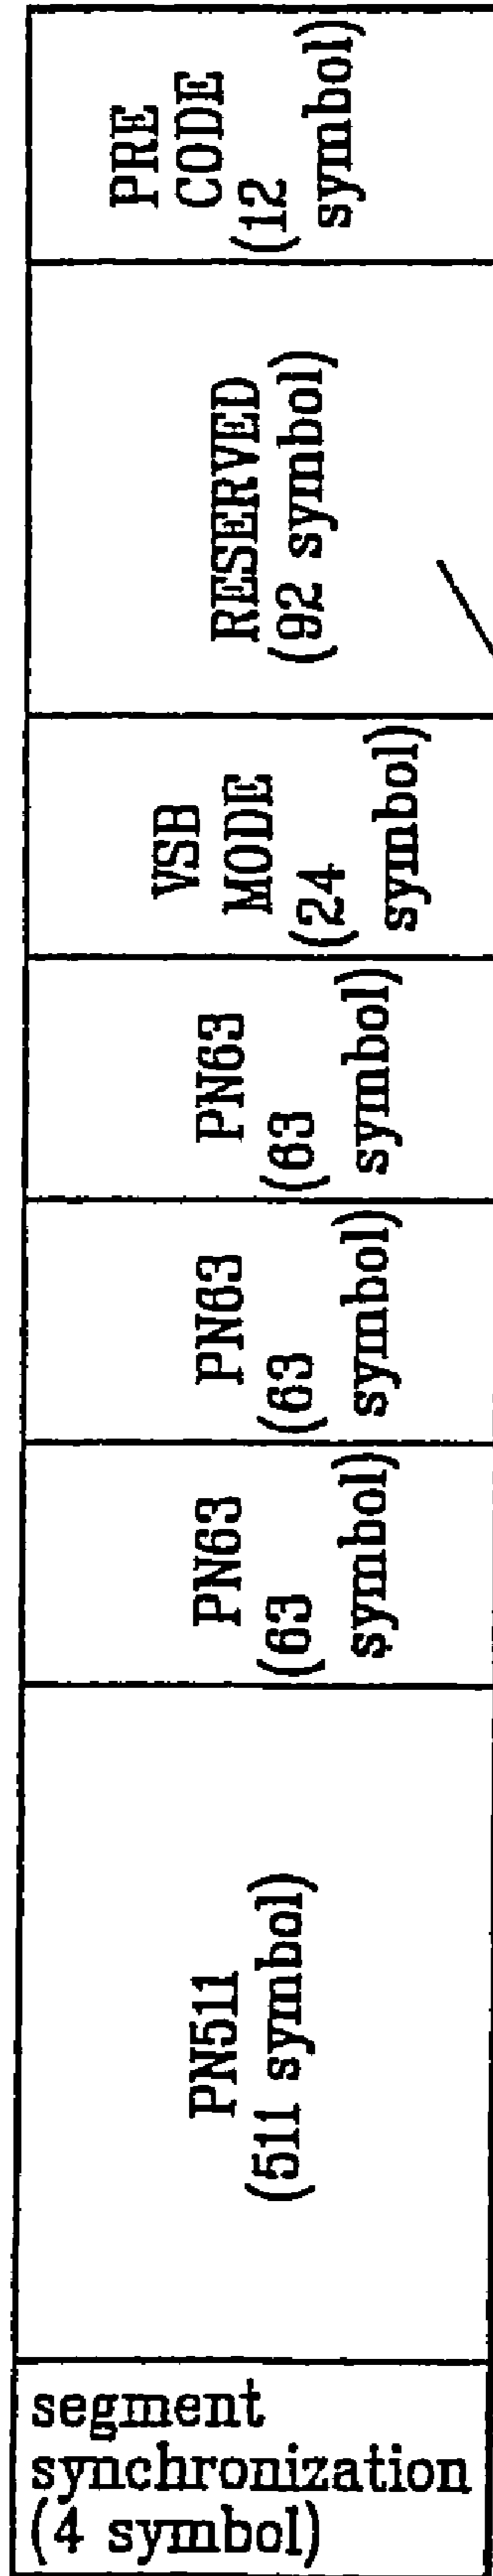 segment
synchronization
(4 symbol)
PN511
(511 symbol)
PN63
(63
symbol)
PN63
(63
symbol)
PN63
(63
symbol)
VSB
MODE
(24
symbol)
RESERVED
(92 symbol)
PRE
CODE
(12
symbol)